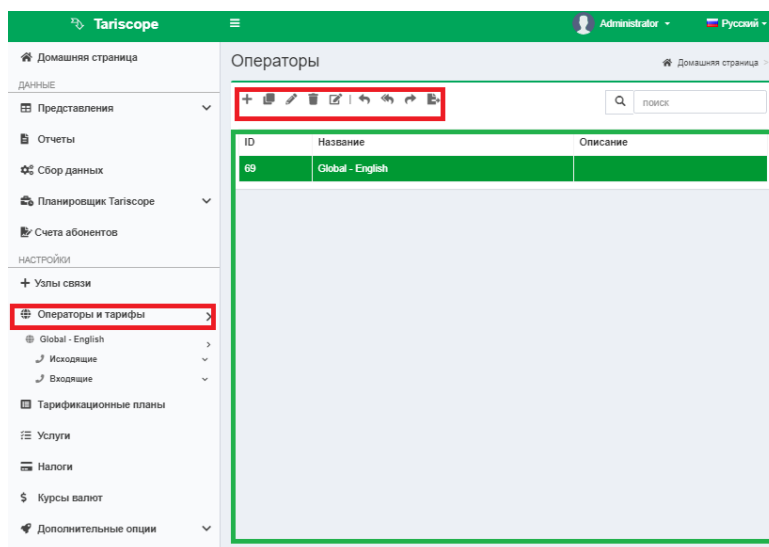 Tariscope
Administrator
Русский
Домашняя страница
Операторы
Домашняя страница >
ДАННЫЕ
Представления
поиск
Отчеты
ID Название Описание
Сбор данных
69 Global - English
Планировщик Tariscope
Счета абонентов
НАСТРОЙКИ
Узлы связи
Операторы и тарифы
Global - English
Исходящие
Входящие
Тарификационные планы
Услуги
Налоги
Курсы валют
Дополнительные опции